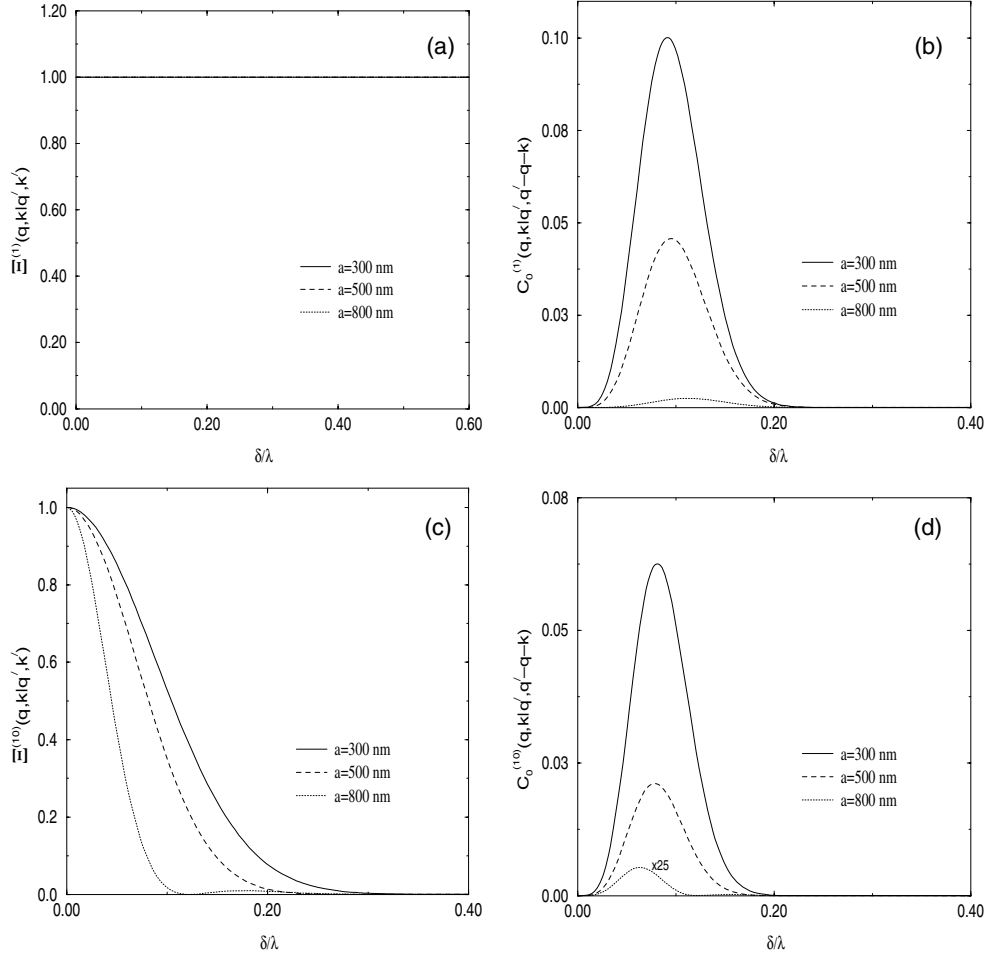 (a)
1.20
1.00
0.80
0.60
0.40
0.20
0.00
Ξ(1)(q,k|q′,k′)
a=300 nm
a=500 nm
a=800 nm
0.00 0.20 0.40 0.60
δ/λ
(b)
0.10
0.08
0.05
0.03
0.00
C₀(1)(q,k|q′,q′−q−k)
a=300 nm
a=500 nm
a=800 nm
0.00 0.20 0.40
δ/λ
(c)
1.0
0.8
0.6
0.4
0.2
0.0
Ξ(10)(q,k|q′,k′)
a=300 nm
a=500 nm
a=800 nm
0.00 0.20 0.40
δ/λ
(d)
0.08
0.05
0.03
0.00
C₀(10)(q,k|q′,q′−q−k)
a=300 nm
a=500 nm
a=800 nm
x25
0.00 0.20 0.40
δ/λ